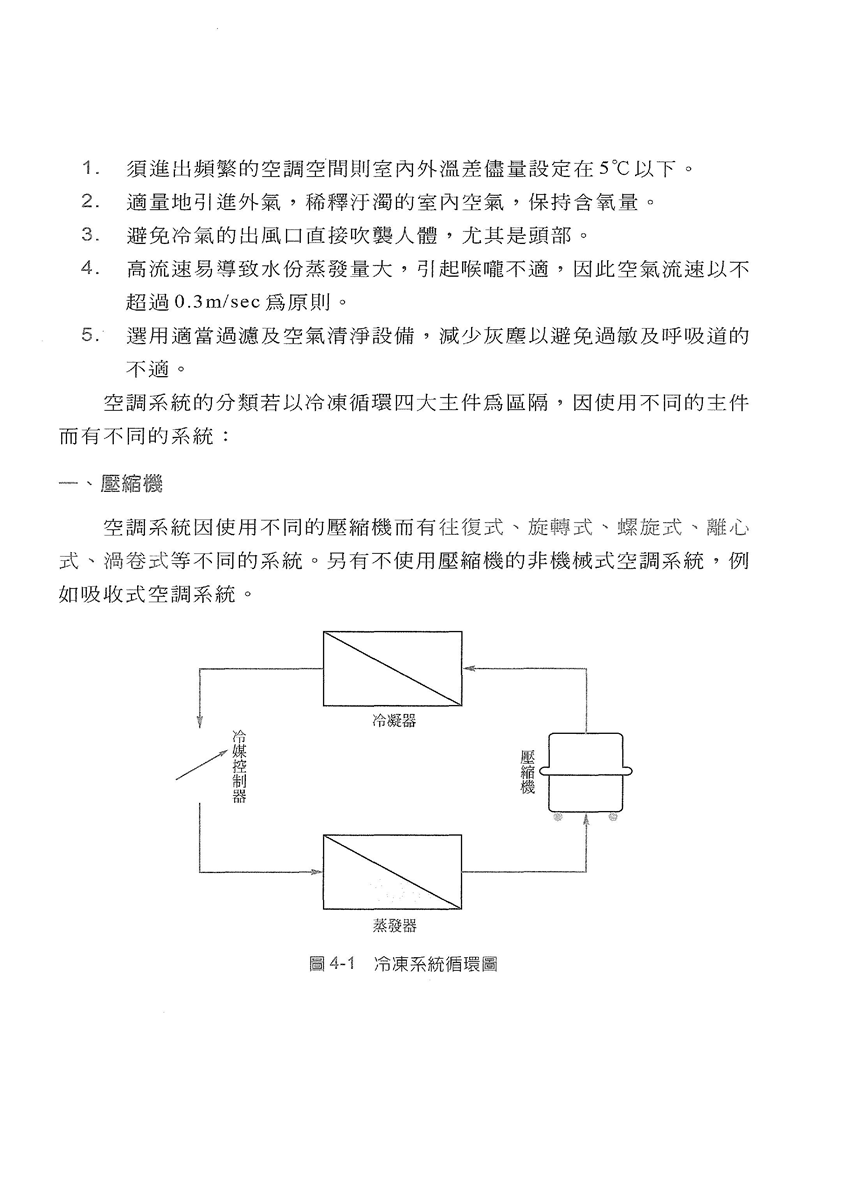 1. 須進出頻繁的空調空間則室內外溫差儘量設定在5℃以下。
2. 適量地引進外氣，稀釋汙濁的室內空氣，保持含氧量。
3. 避免冷氣的出風口直接吹襲人體，尤其是頭部。
4. 高流速易導致水份蒸發量大，引起喉嚨不適，因此空氣流速以不
超過0.3m/sec為原則。
5. 選用適當過濾及空氣清淨設備，減少灰塵以避免過敏及呼吸道的
不適。
空調系統的分類若以冷凍循環四大主件為區隔，因使用不同的主件
而有不同的系統：
一、壓縮機
空調系統因使用不同的壓縮機而有往復式、旋轉式、螺旋式、離心
式、渦卷式等不同的系統。另有不使用壓縮機的非機械式空調系統，例
如吸收式空調系統。
冷凝器
冷媒控制器
壓縮機
蒸發器
圖4-1 冷凍系統循環圖